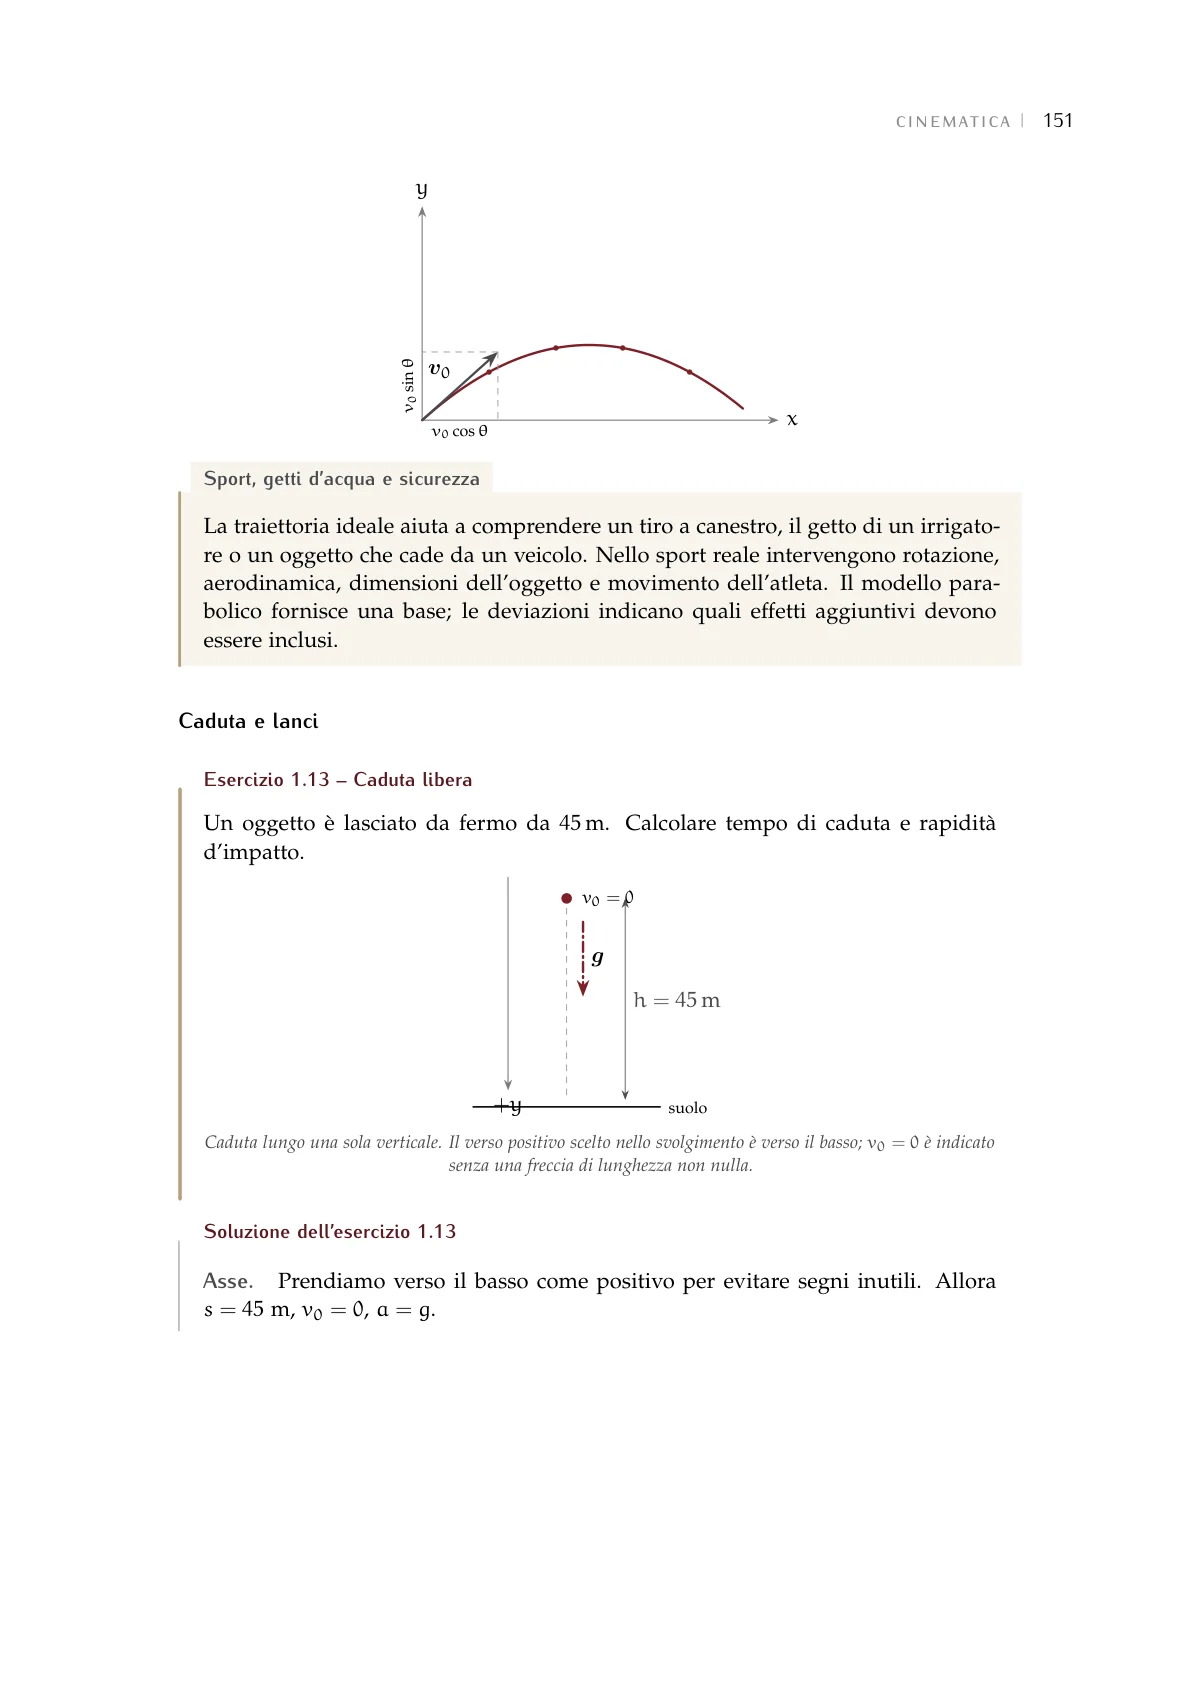 CINEMATICA | 151
y
v₀ sin θ
v₀
x
v₀ cos θ
Sport, getti d'acqua e sicurezza
La traiettoria ideale aiuta a comprendere un tiro a canestro, il getto di un irrigato-
re o un oggetto che cade da un veicolo. Nello sport reale intervengono rotazione,
aerodinamica, dimensioni dell'oggetto e movimento dell'atleta. Il modello para-
bolico fornisce una base; le deviazioni indicano quali effetti aggiuntivi devono
essere inclusi.
Caduta e lanci
Esercizio 1.13 – Caduta libera
Un oggetto è lasciato da fermo da 45 m. Calcolare tempo di caduta e rapidità
d'impatto.
v₀ = 0
g
h = 45 m
+y
suolo
Caduta lungo una sola verticale. Il verso positivo scelto nello svolgimento è verso il basso; v₀ = 0 è indicato
senza una freccia di lunghezza non nulla.
Soluzione dell'esercizio 1.13
Asse. Prendiamo verso il basso come positivo per evitare segni inutili. Allora
s = 45 m, v₀ = 0, a = g.